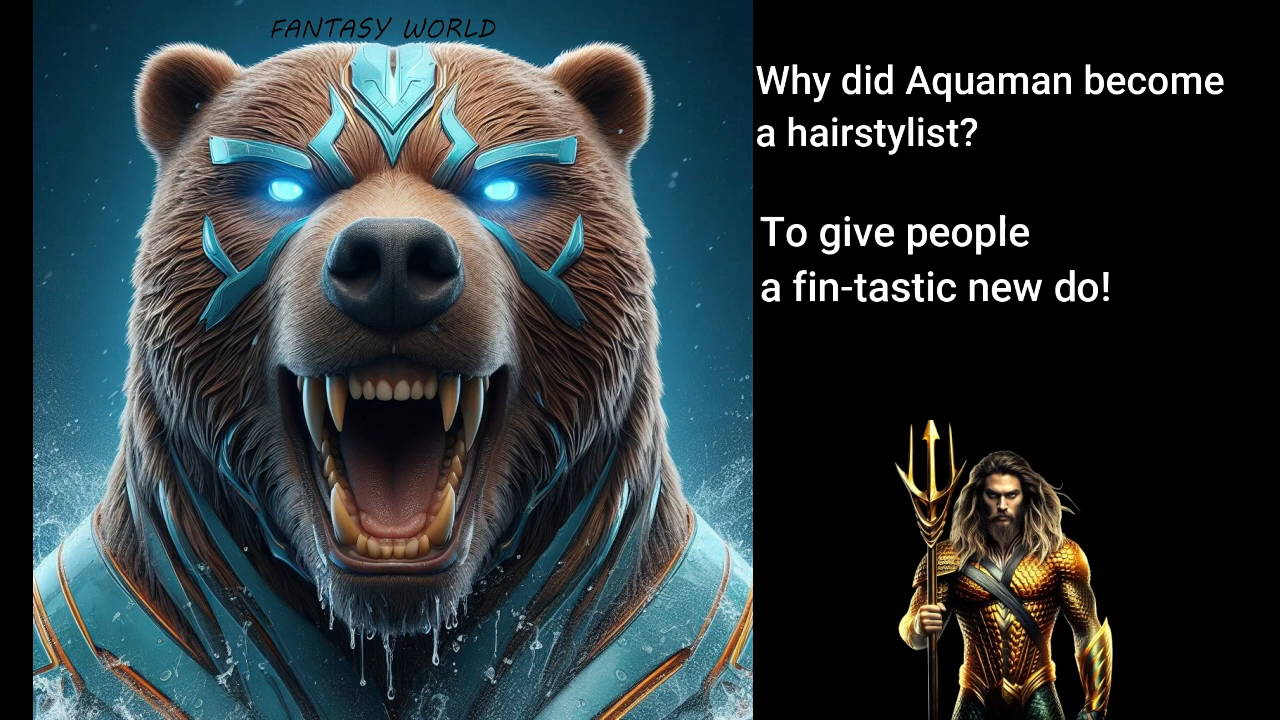 FANTASY WORLD
Why did Aquaman become
a hairstylist?
To give people
a fin-tastic new do!